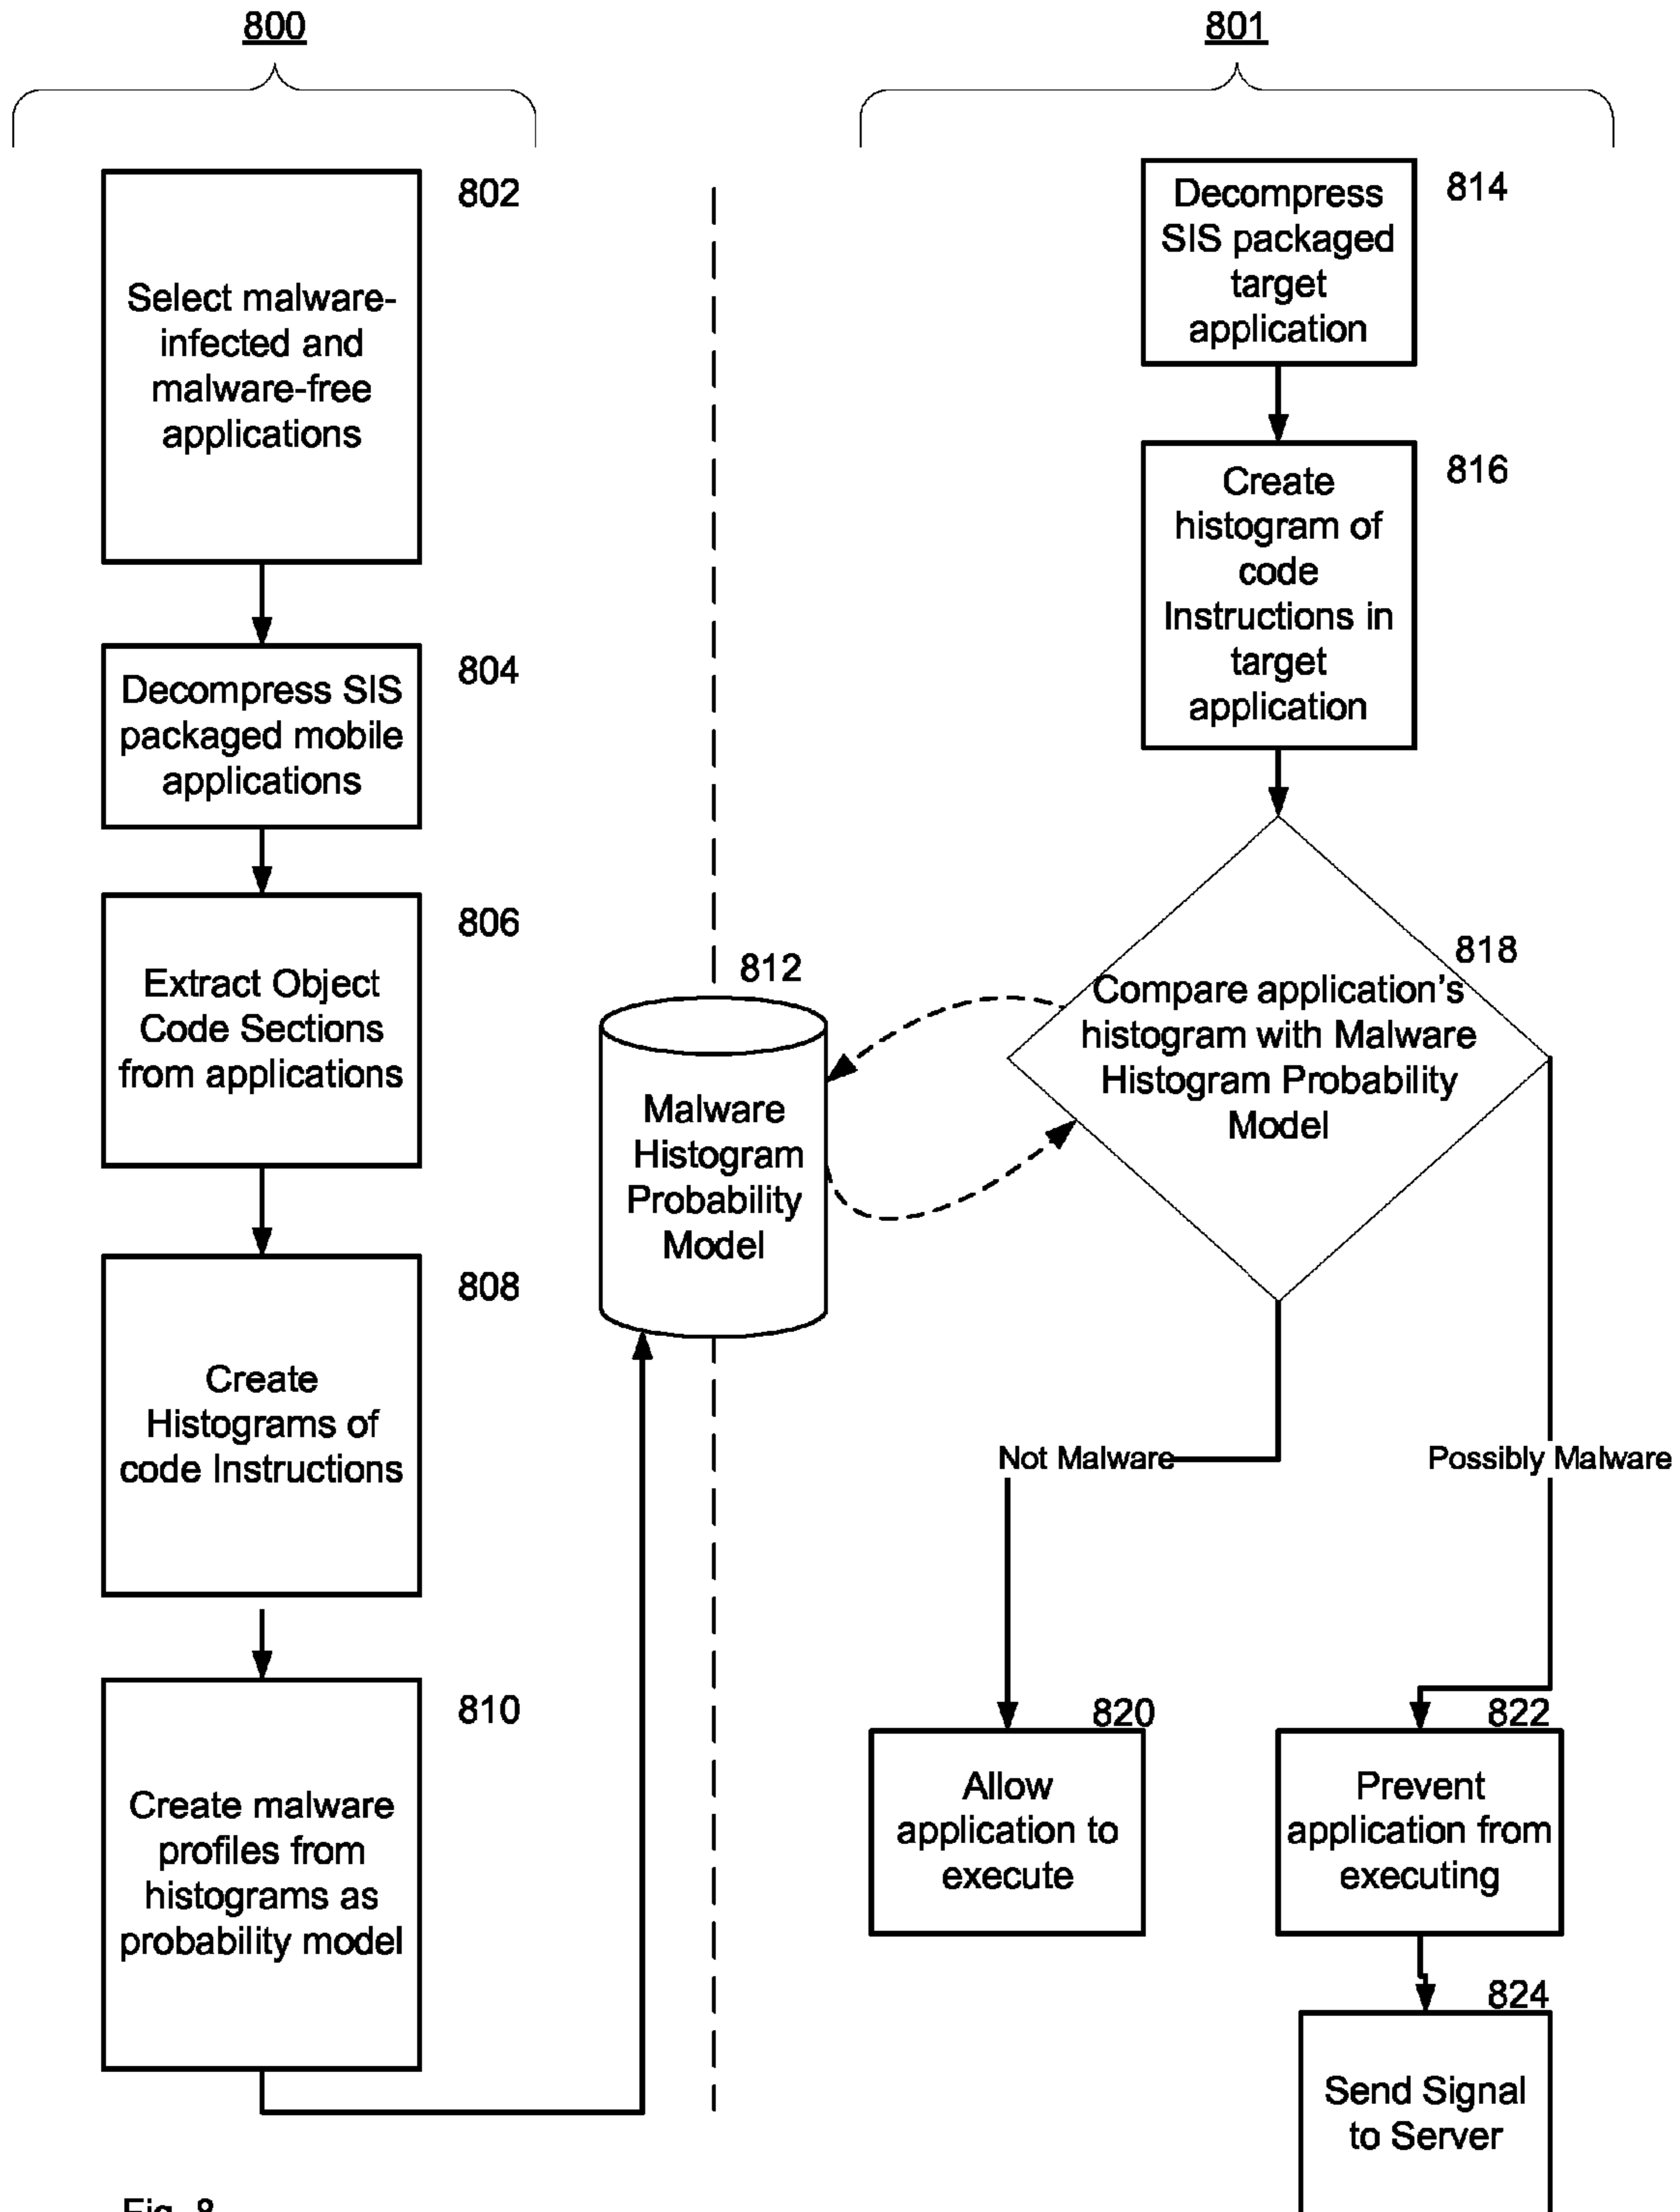 800
802
Select malware-
infected and
malware-free
applications
804
Decompress SIS
packaged mobile
applications
806
Extract Object
Code Sections
from applications
808
Create
Histograms of
code Instructions
810
Create malware
profiles from
histograms as
probability model
812
Malware
Histogram
Probability
Model
801
814
Decompress
SIS packaged
target
application
816
Create
histogram of
code
Instructions in
target
application
818
Compare application's
histogram with Malware
Histogram Probability
Model
Not Malware
Possibly Malware
820
Allow
application to
execute
822
Prevent
application from
executing
824
Send Signal
to Server
Fig. 8